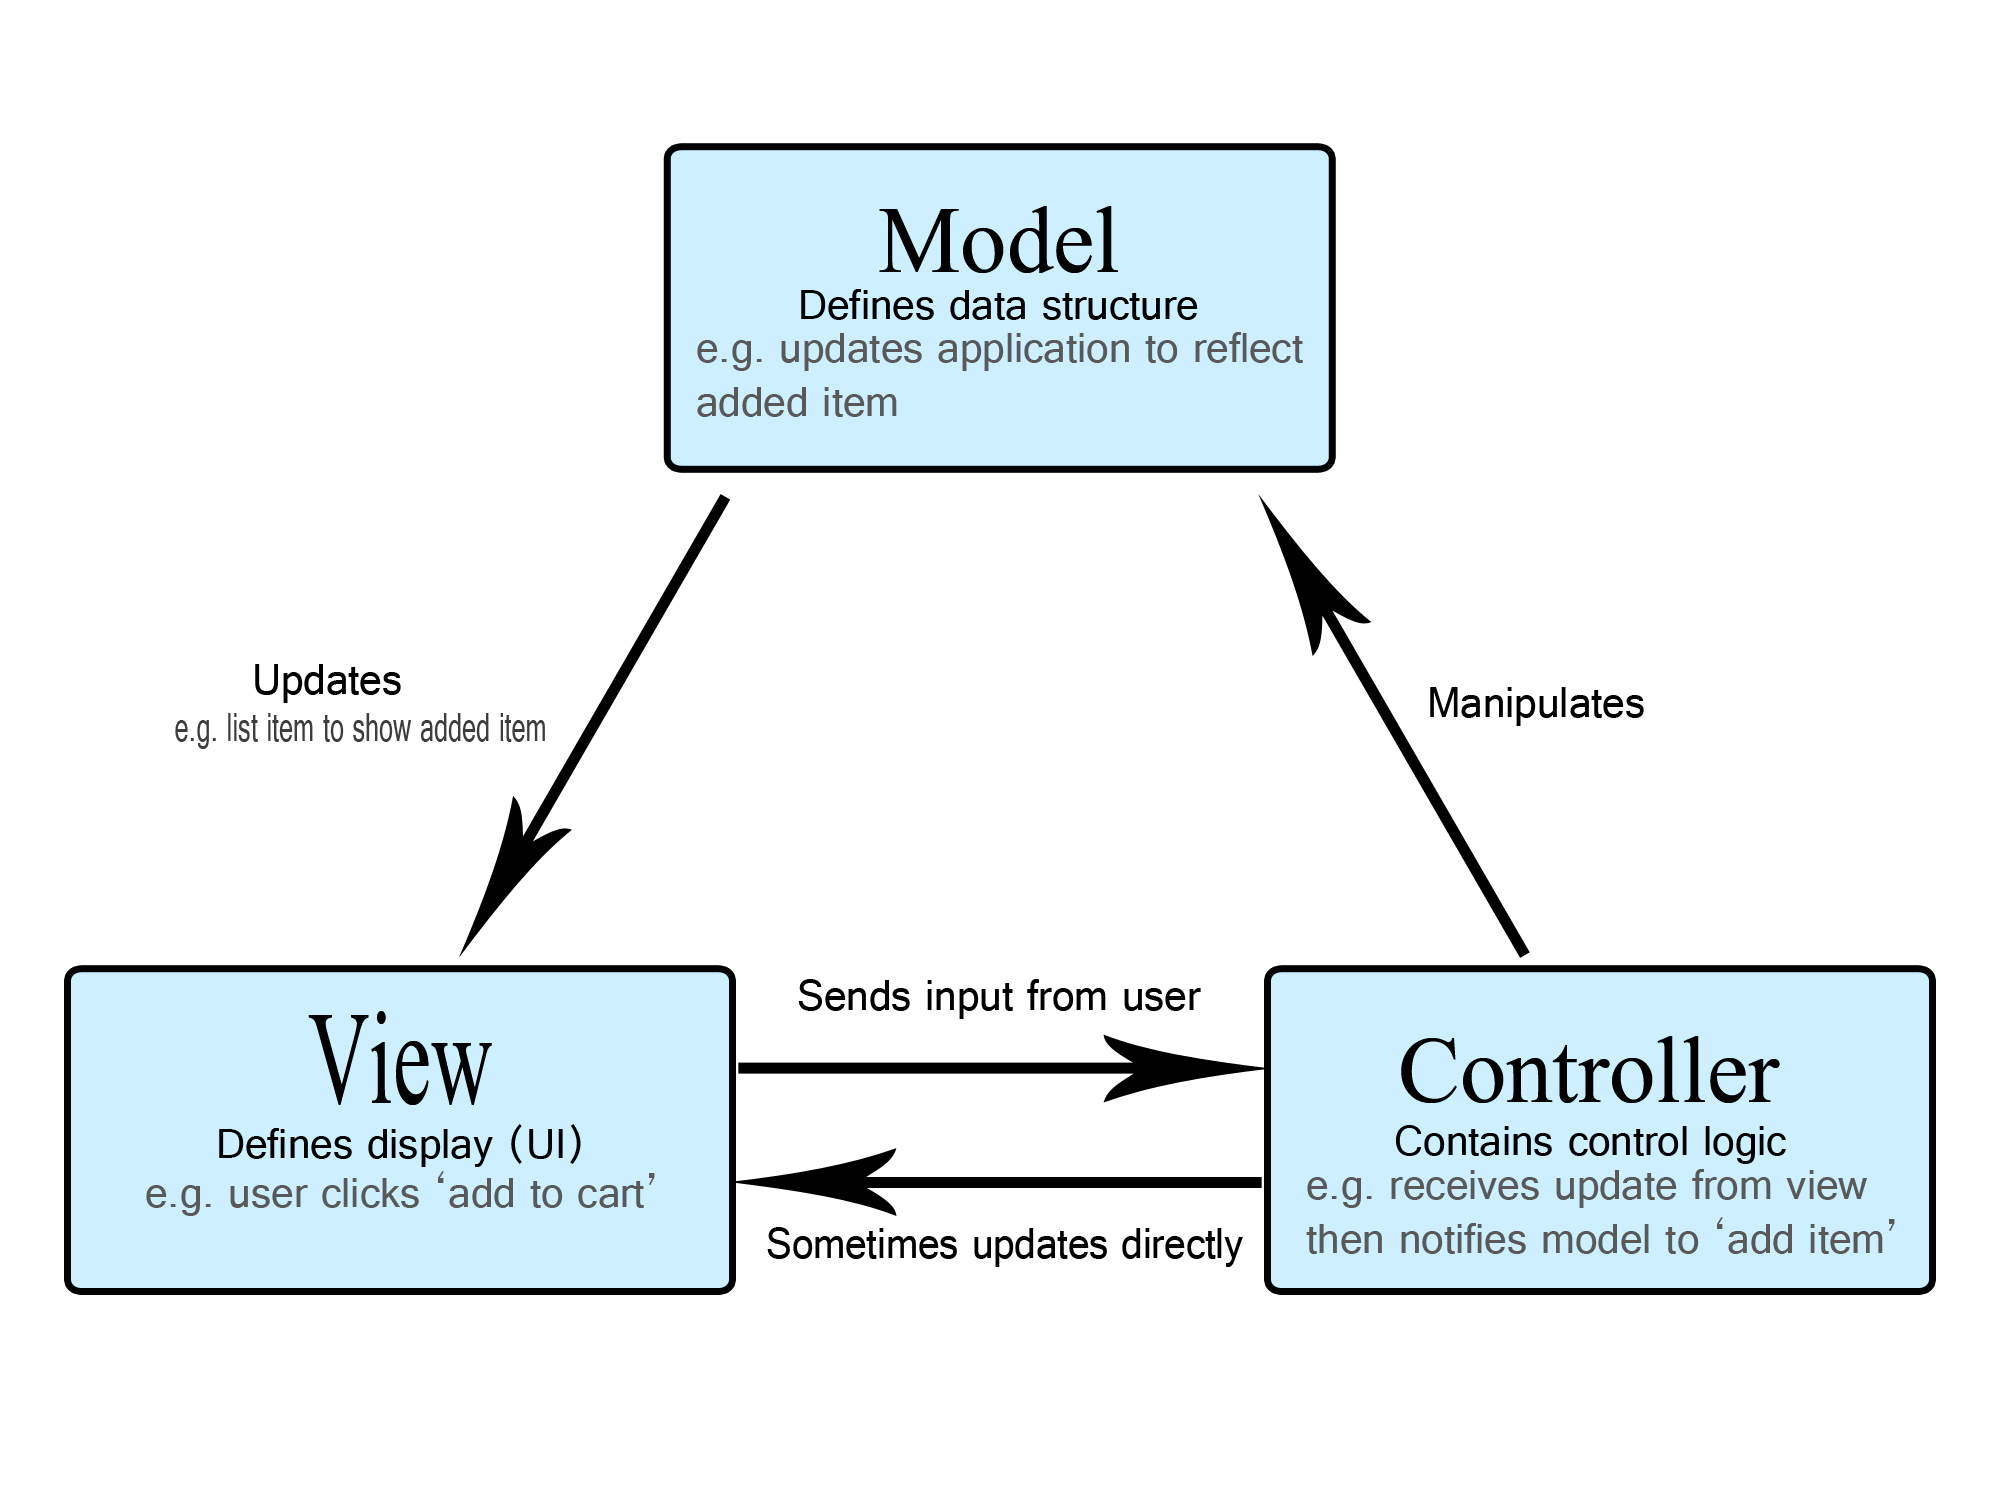 Model
Defines data structure
e.g. updates application to reflect
added item
Updates
e.g. list item to show added item
Manipulates
View
Defines display (UI)
e.g. user clicks ‘add to cart’
Sends input from user
Sometimes updates directly
Controller
Contains control logic
e.g. receives update from view
then notifies model to ‘add item’